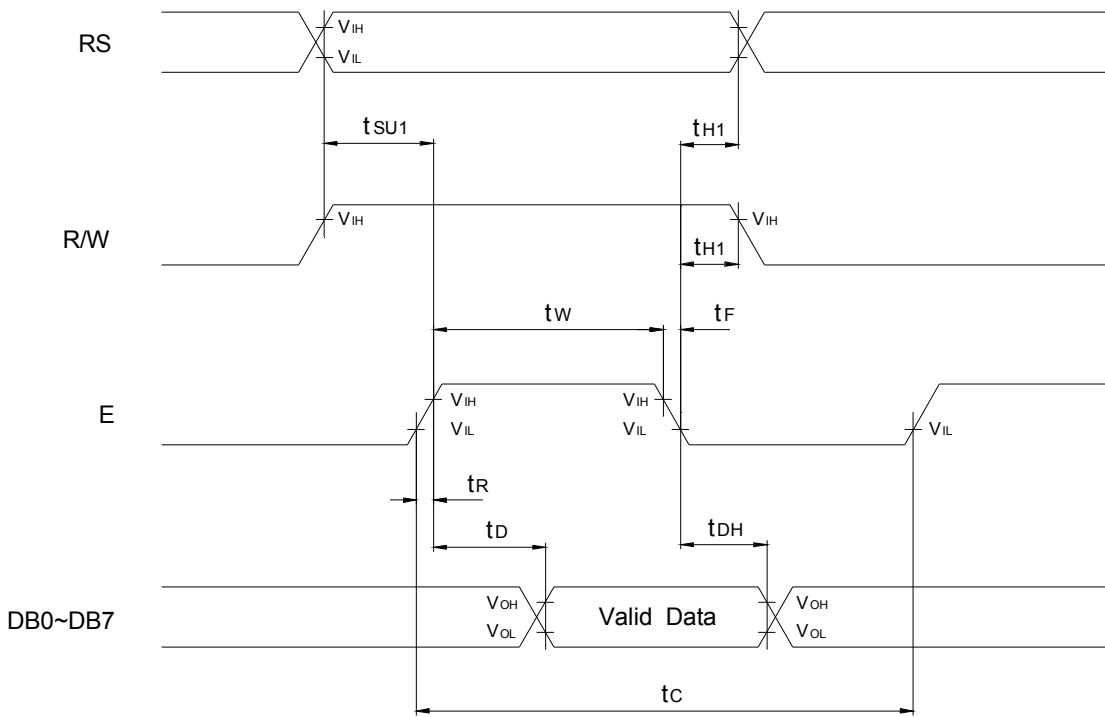 RS
VIH
VIL
tSU1
tH1
R/W
VIH
VIH
tH1
tW
tF
E
VIH
VIH
VIL
VIL
VIL
tR
tD
tDH
DB0~DB7
VOH
Valid Data
VOH
VOL
VOL
tC